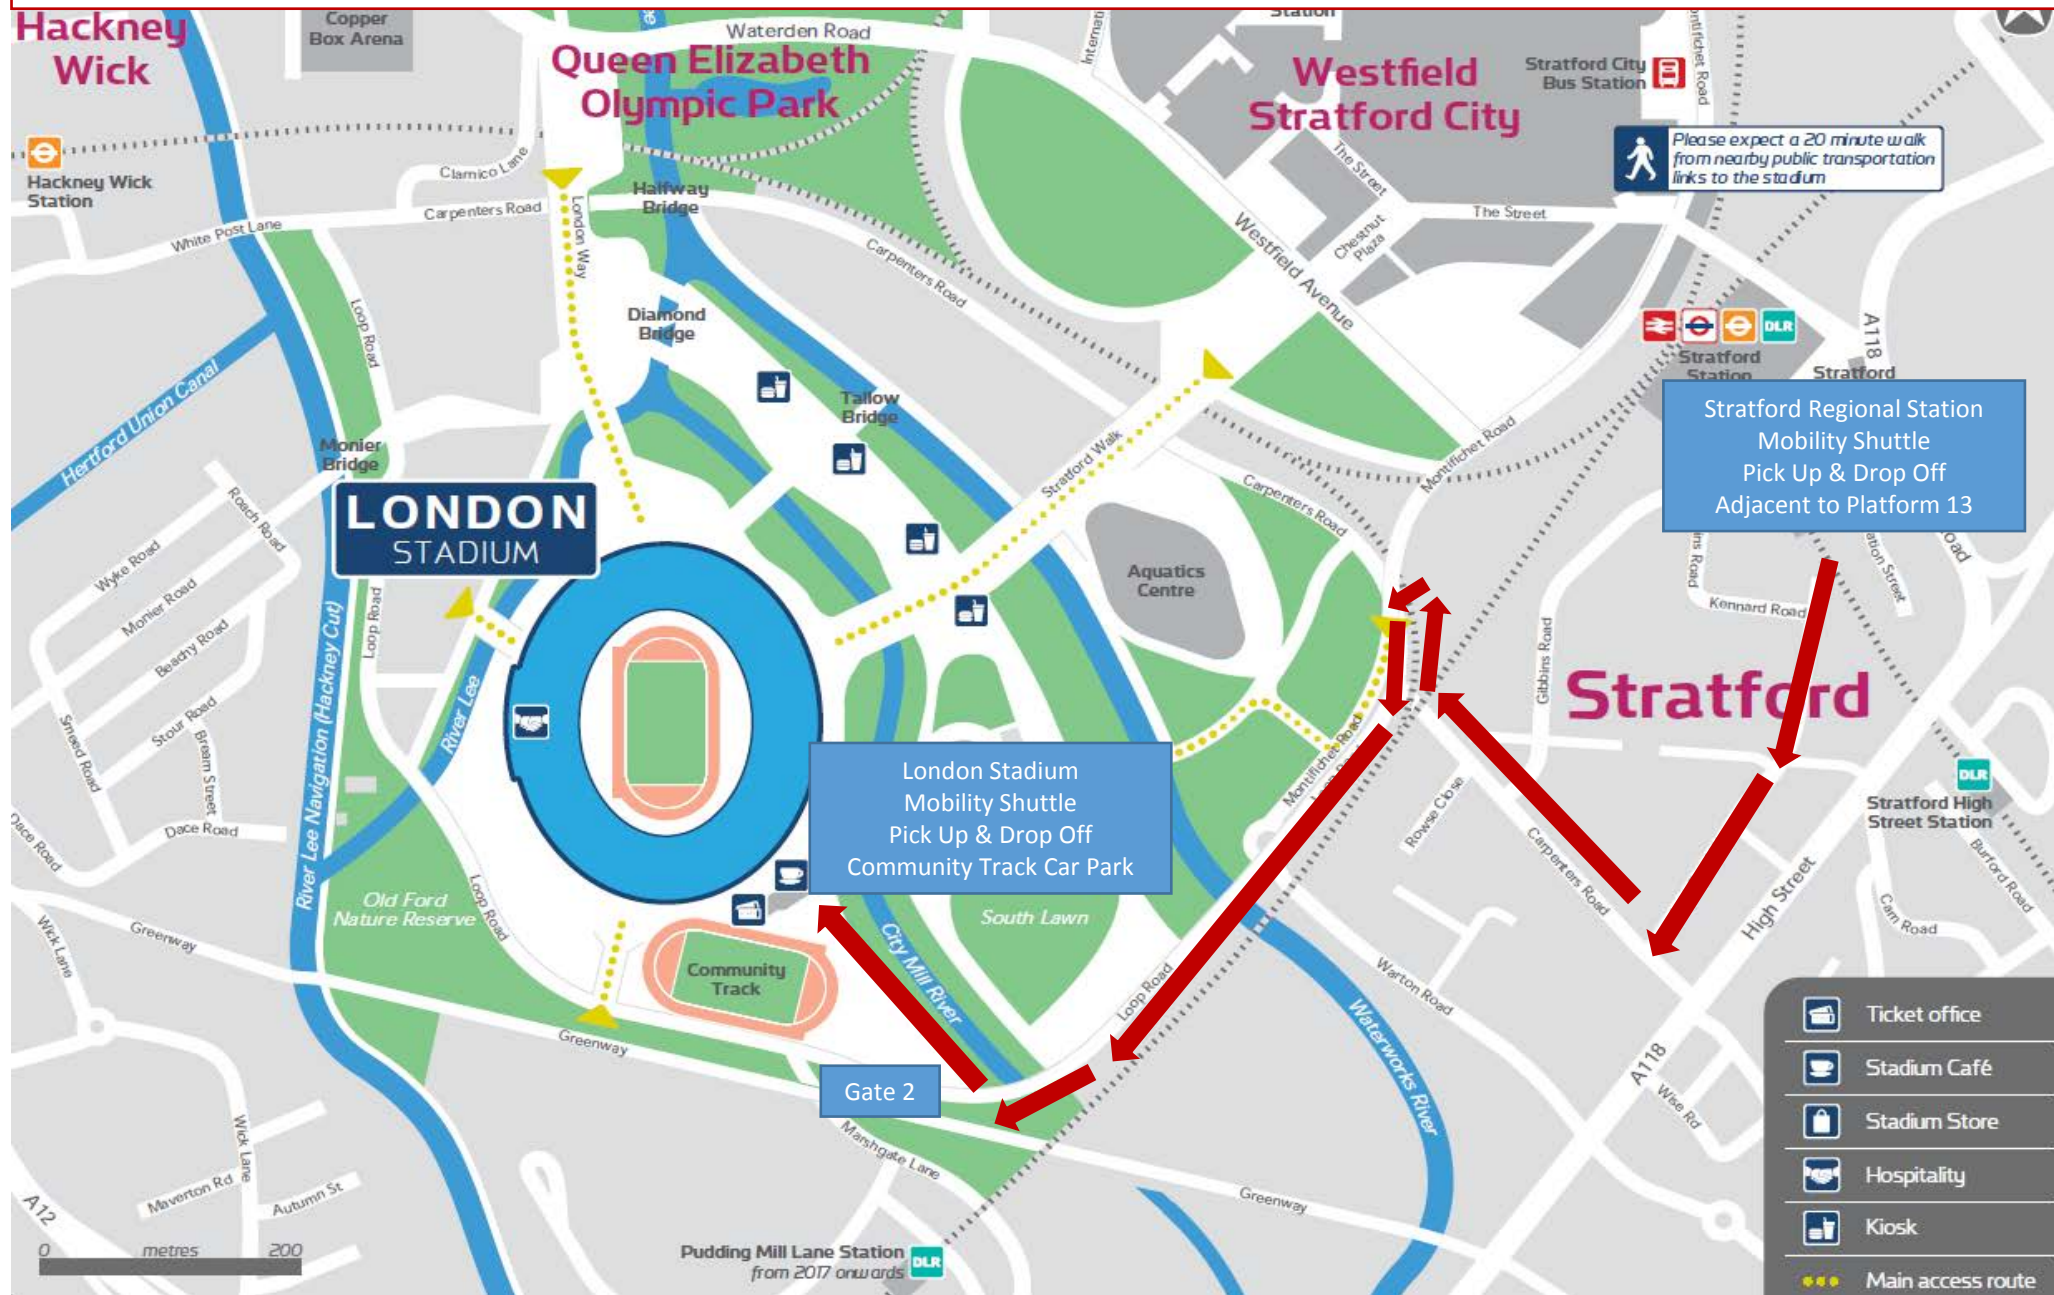 Hackney
Wick
Copper
Box Arena
Waterden Road
Queen Elizabeth
Olympic Park
Station
Westfield
Stratford City
Stratford City
Bus Station
Please expect a 20 minute walk
from nearby public transportation
links to the stadium
Hackney Wick
Station
Clarnico Lane
Carpenters Road
White Post Lane
London Way
Halfway
Bridge
Carpenters Road
The Street
The Street
Chestnut
Plaza
Westfield Avenue
Loop Road
Diamond
Bridge
Hertford Union Canal
Tallow
Bridge
Monier
Bridge
DLR
Stratford
Station
A118
Stratford
Stratford Regional Station
Mobility Shuttle
Pick Up & Drop Off
Adjacent to Platform 13
Montifichet Road
Stratford Walk
Carpenters Road
LONDON
STADIUM
Roach Road
Wyke Road
Monier Road
Beachy Road
Stour Road
Bream Street
Smeed Road
Dace Road
Dace Road
Loop Road
River Lee Navigation (Hackney Cut)
River Lee
Aquatics
Centre
Kennard Road
Gibbins Road
Stratford
London Stadium
Mobility Shuttle
Pick Up & Drop Off
Community Track Car Park
Montifichet Road
Rowse Close
Carpenters Road
DLR
Stratford High
Street Station
Burford Road
Cam Road
High Street
Old Ford
Nature Reserve
Loop Road
South Lawn
City Mill River
Community
Track
Loop Road
Warton Road
Waterworks River
Wick Lane
Greenway
Greenway
Gate 2
Marshgate Lane
Greenway
A118
Wise Rd
Wick Lane
Maverton Rd
Autumn St
A12
0 metres 200
Pudding Mill Lane Station
from 2017 onwards
DLR
Ticket office
Stadium Café
Stadium Store
Hospitality
Kiosk
Main access route